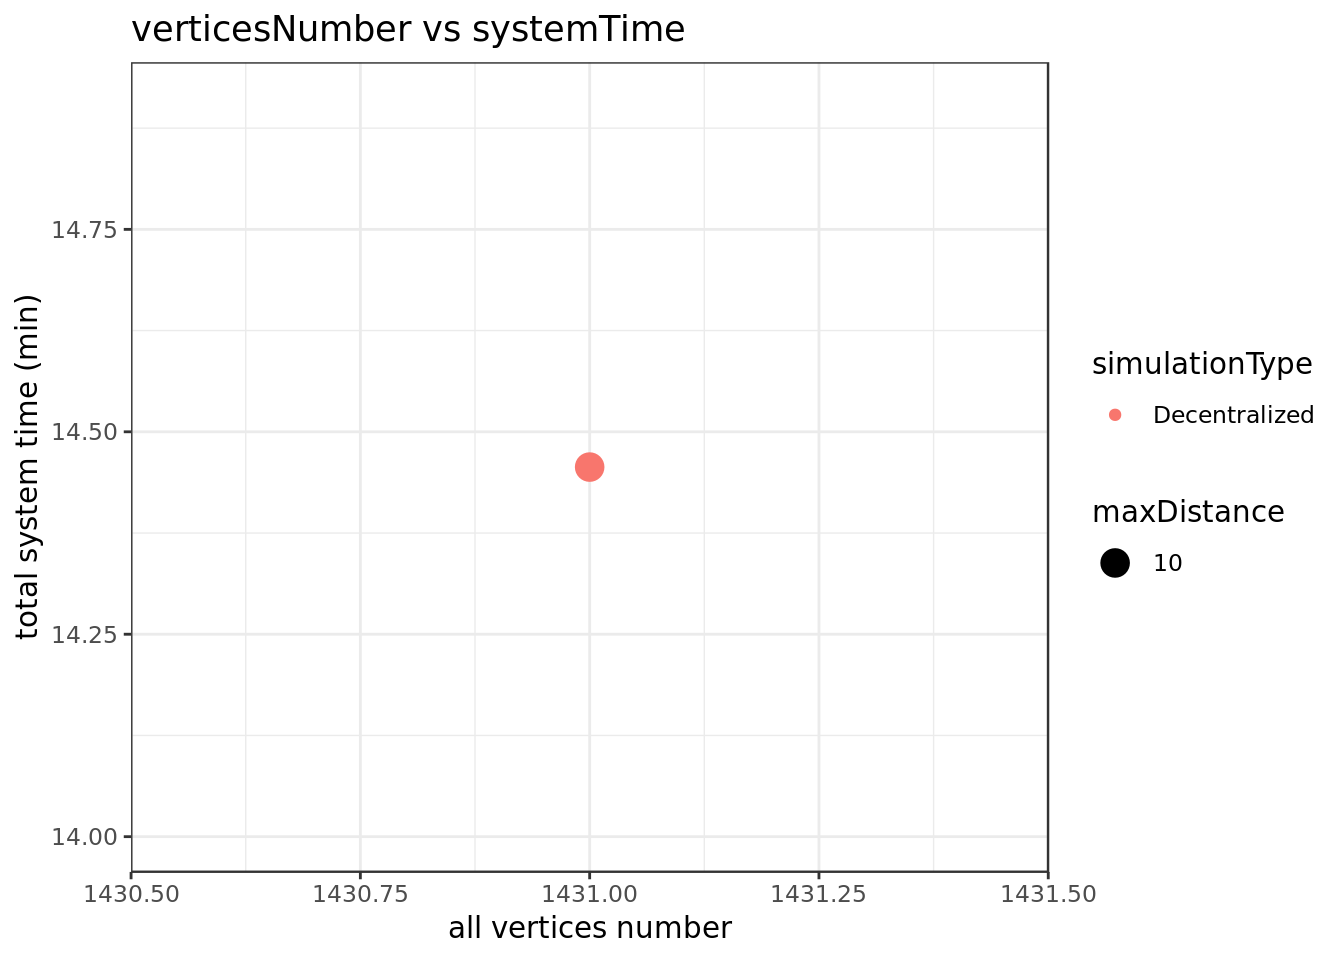 verticesNumber vs systemTime
total system time (min)
14.75
14.50
14.25
14.00
1430.50 1430.75 1431.00 1431.25 1431.50
all vertices number
simulationType
Decentralized
maxDistance
10